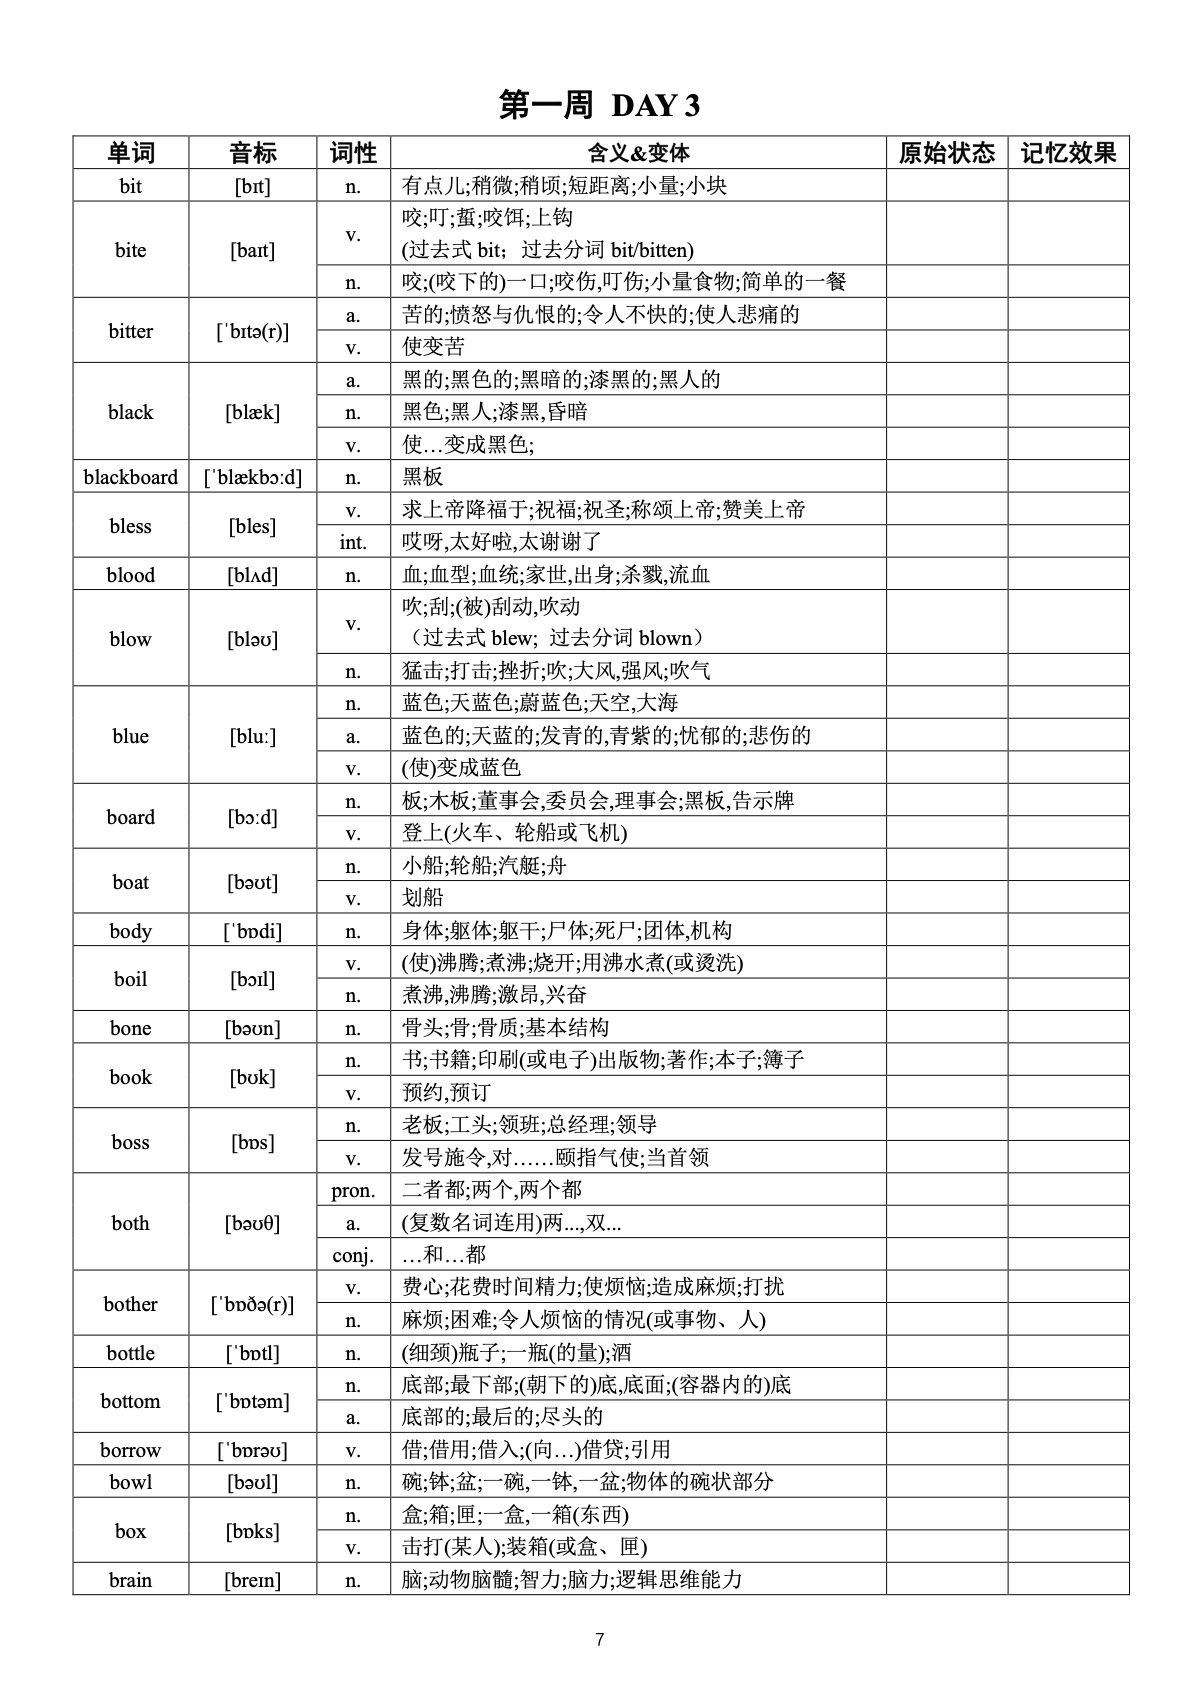 第一周 DAY 3
单词 音标 词性 含义&变体 原始状态 记忆效果
bit [bɪt] n. 有点儿;稍微;稍顷;短距离;小量;小块
bite [baɪt] v. 咬;叮;蜇;咬饵;上钩
(过去式 bit；过去分词 bit/bitten)
n. 咬;(咬下的)一口;咬伤,叮伤;小量食物;简单的一餐
bitter [ˈbɪtə(r)] a. 苦的;愤怒与仇恨的;令人不快的;使人悲痛的
v. 使变苦
black [blæk] a. 黑的;黑色的;黑暗的;漆黑的;黑人的
n. 黑色;黑人;漆黑,昏暗
v. 使…变成黑色;
blackboard [ˈblækbɔːd] n. 黑板
bless [bles] v. 求上帝降福于;祝福;祝圣;称颂上帝;赞美上帝
int. 哎呀,太好啦,太谢谢了
blood [blʌd] n. 血;血型;血统;家世,出身;杀戮,流血
blow [bləʊ] v. 吹;刮;(被)刮动,吹动
（过去式 blew; 过去分词 blown）
n. 猛击;打击;挫折;吹;大风,强风;吹气
blue [bluː] n. 蓝色;天蓝色;蔚蓝色;天空,大海
a. 蓝色的;天蓝的;发青的,青紫的;忧郁的;悲伤的
v. (使)变成蓝色
board [bɔːd] n. 板;木板;董事会,委员会,理事会;黑板,告示牌
v. 登上(火车、轮船或飞机)
boat [bəʊt] n. 小船;轮船;汽艇;舟
v. 划船
body [ˈbɒdi] n. 身体;躯体;躯干;尸体;死尸;团体,机构
boil [bɔɪl] v. (使)沸腾;煮沸;烧开;用沸水煮(或烫洗)
n. 煮沸,沸腾;激昂,兴奋
bone [bəʊn] n. 骨头;骨;骨质;基本结构
book [bʊk] n. 书;书籍;印刷(或电子)出版物;著作;本子;簿子
v. 预约,预订
boss [bɒs] n. 老板;工头;领班;总经理;领导
v. 发号施令,对……颐指气使;当首领
both [bəʊθ] pron. 二者都;两个,两个都
a. (复数名词连用)两...,双...
conj. …和…都
bother [ˈbɒðə(r)] v. 费心;花费时间精力;使烦恼;造成麻烦;打扰
n. 麻烦;困难;令人烦恼的情况(或事物、人)
bottle [ˈbɒtl] n. (细颈)瓶子;一瓶(的量);酒
bottom [ˈbɒtəm] n. 底部;最下部;(朝下的)底,底面;(容器内的)底
a. 底部的;最后的;尽头的
borrow [ˈbɒrəʊ] v. 借;借用;借入;(向…)借贷;引用
bowl [bəʊl] n. 碗;钵;盆;一碗,一钵,一盆;物体的碗状部分
box [bɒks] n. 盒;箱;匣;一盒,一箱(东西)
v. 击打(某人);装箱(或盒、匣)
brain [breɪn] n. 脑;动物脑髓;智力;脑力;逻辑思维能力
7